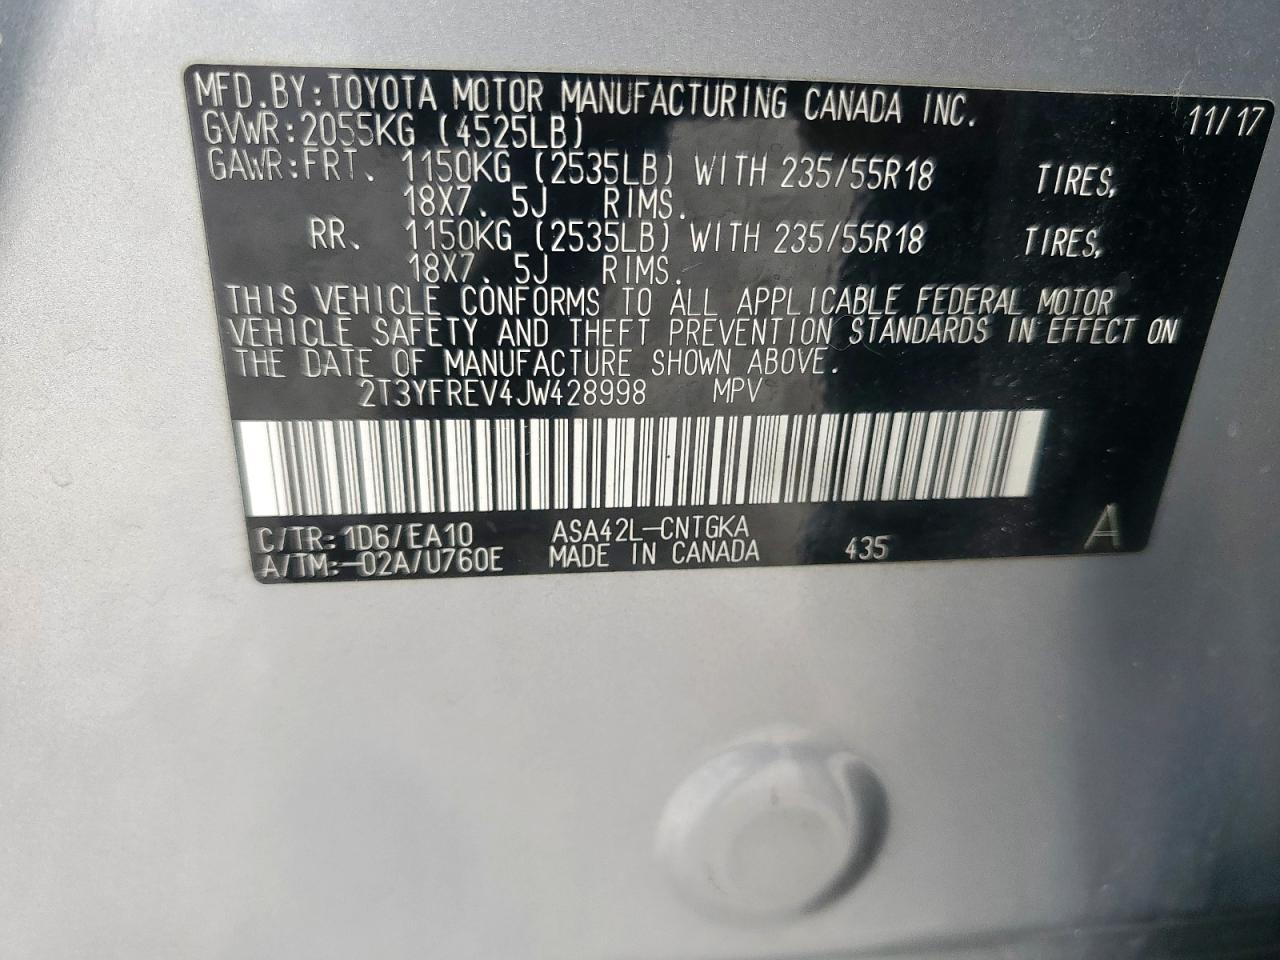 MFD.BY:TOYOTA MOTOR MANUFACTURING CANADA INC. 11/17
GVWR:2055KG (4525LB)
GAWR:FRT. 1150KG (2535LB) WITH 235/55R18 TIRES,
18X7.5J RIMS.
RR. 1150KG (2535LB) WITH 235/55R18 TIRES,
18X7.5J RIMS.
THIS VEHICLE CONFORMS TO ALL APPLICABLE FEDERAL MOTOR
VEHICLE SAFETY AND THEFT PREVENTION STANDARDS IN EFFECT ON
THE DATE OF MANUFACTURE SHOWN ABOVE.
2T3YFREV4JW428998 MPV
C/TR:1D6/EA10 ASA42L-CNTGKA A
A/TM:-02A/U760E MADE IN CANADA 435